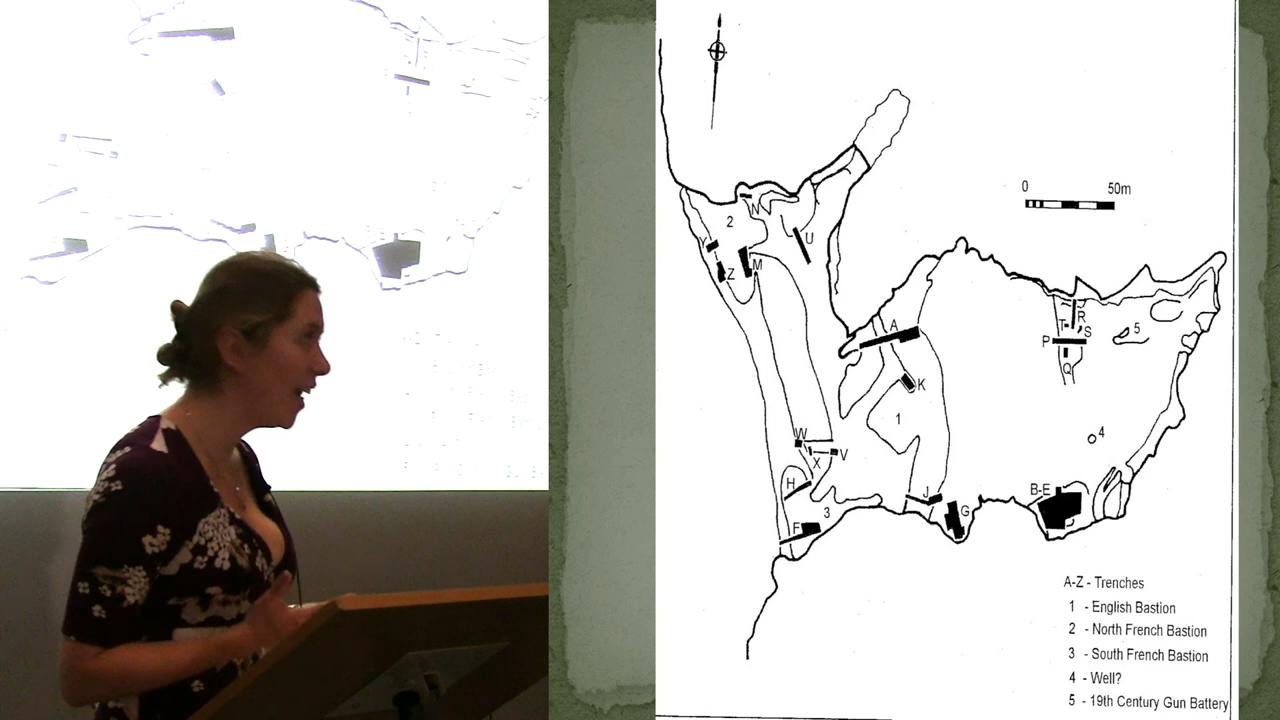 0 50m
N
2
U
Y
Z
M
A
R
T
S
5
P
Q
K
1
4
W
V
X
H
J
B-E
G
3
F
A-Z - Trenches
1 - English Bastion
2 - North French Bastion
3 - South French Bastion
4 - Well?
5 - 19th Century Gun Battery